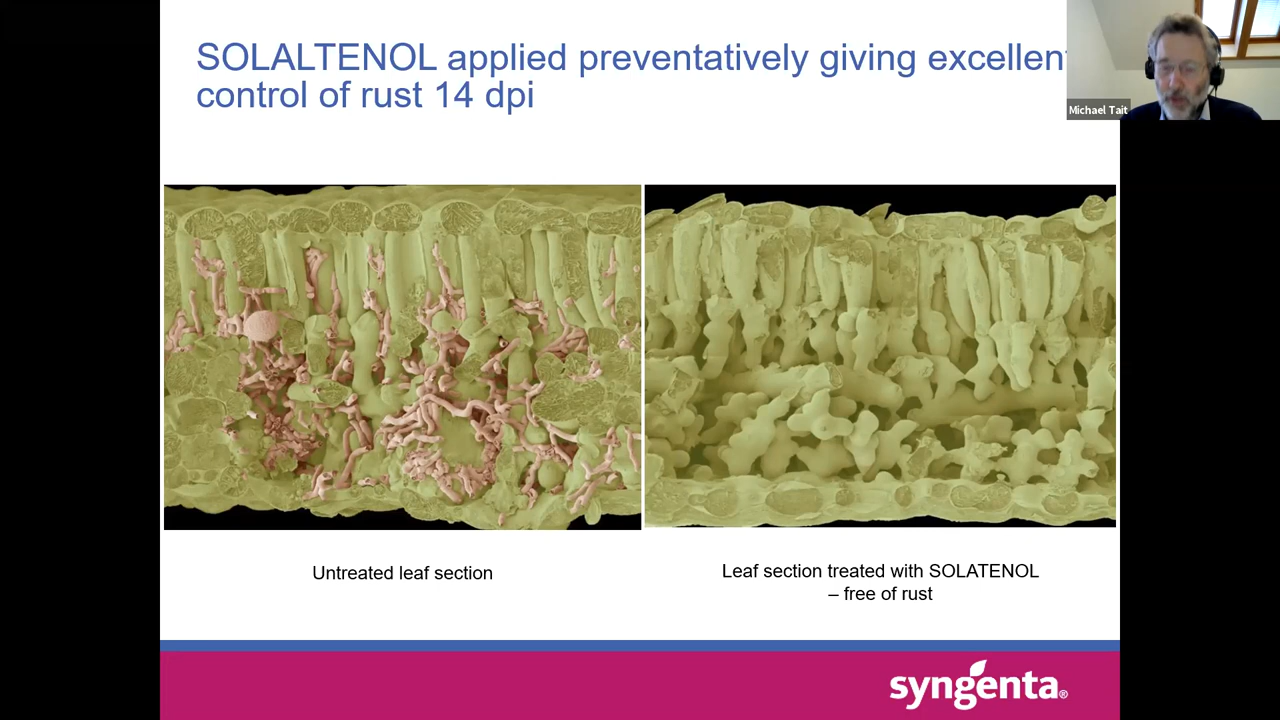 SOLALTENOL applied preventatively giving excellent
control of rust 14 dpi
Michael Tait
Untreated leaf section
Leaf section treated with SOLATENOL
– free of rust
syngenta®